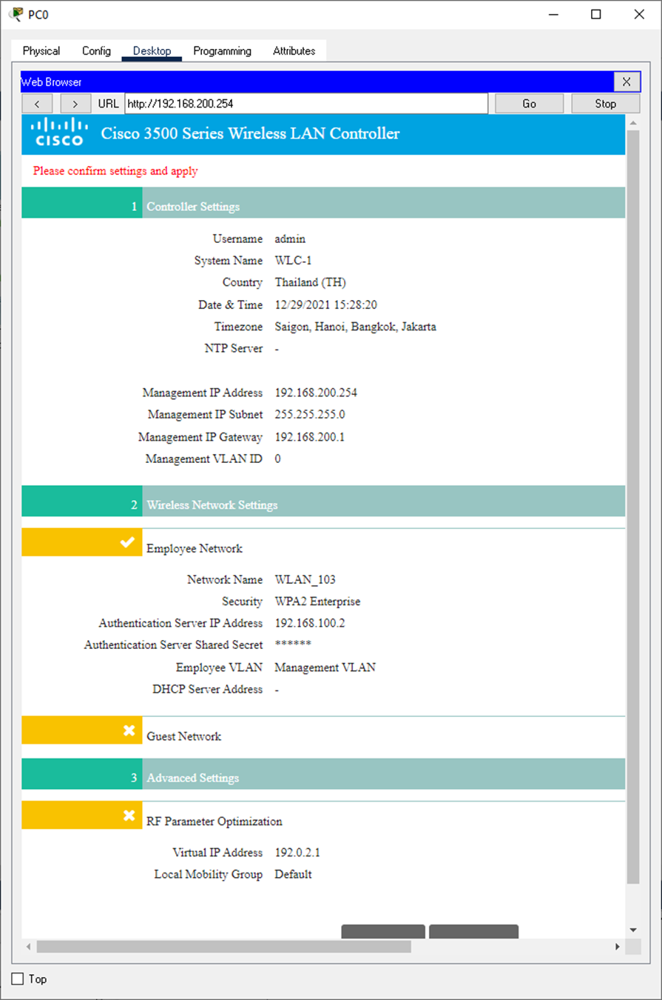 PC0
Physical Config Desktop Programming Attributes
Web Browser X
< > URL http://192.168.200.254 Go Stop
CISCO Cisco 3500 Series Wireless LAN Controller
Please confirm settings and apply
1 Controller Settings
Username admin
System Name WLC-1
Country Thailand (TH)
Date & Time 12/29/2021 15:28:20
Timezone Saigon, Hanoi, Bangkok, Jakarta
NTP Server -
Management IP Address 192.168.200.254
Management IP Subnet 255.255.255.0
Management IP Gateway 192.168.200.1
Management VLAN ID 0
2 Wireless Network Settings
Employee Network
Network Name WLAN_103
Security WPA2 Enterprise
Authentication Server IP Address 192.168.100.2
Authentication Server Shared Secret ******
Employee VLAN Management VLAN
DHCP Server Address -
Guest Network
3 Advanced Settings
RF Parameter Optimization
Virtual IP Address 192.0.2.1
Local Mobility Group Default
Top